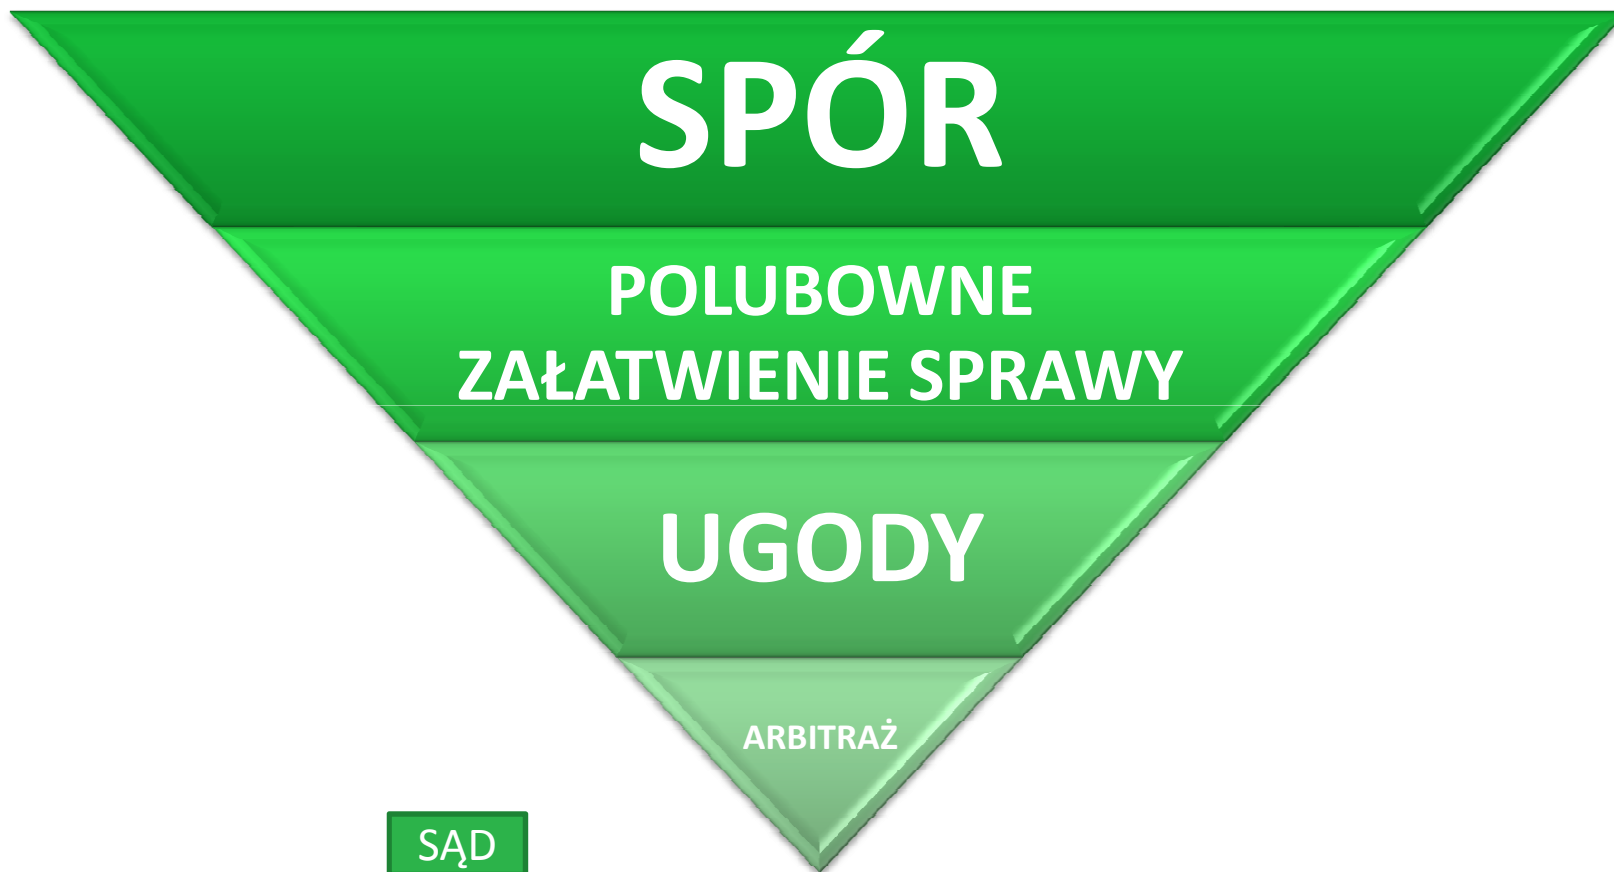 SPÓR
POLUBOWNE
ZAŁATWIENIE SPRAWY
UGODY
ARBITRAŻ
SĄD